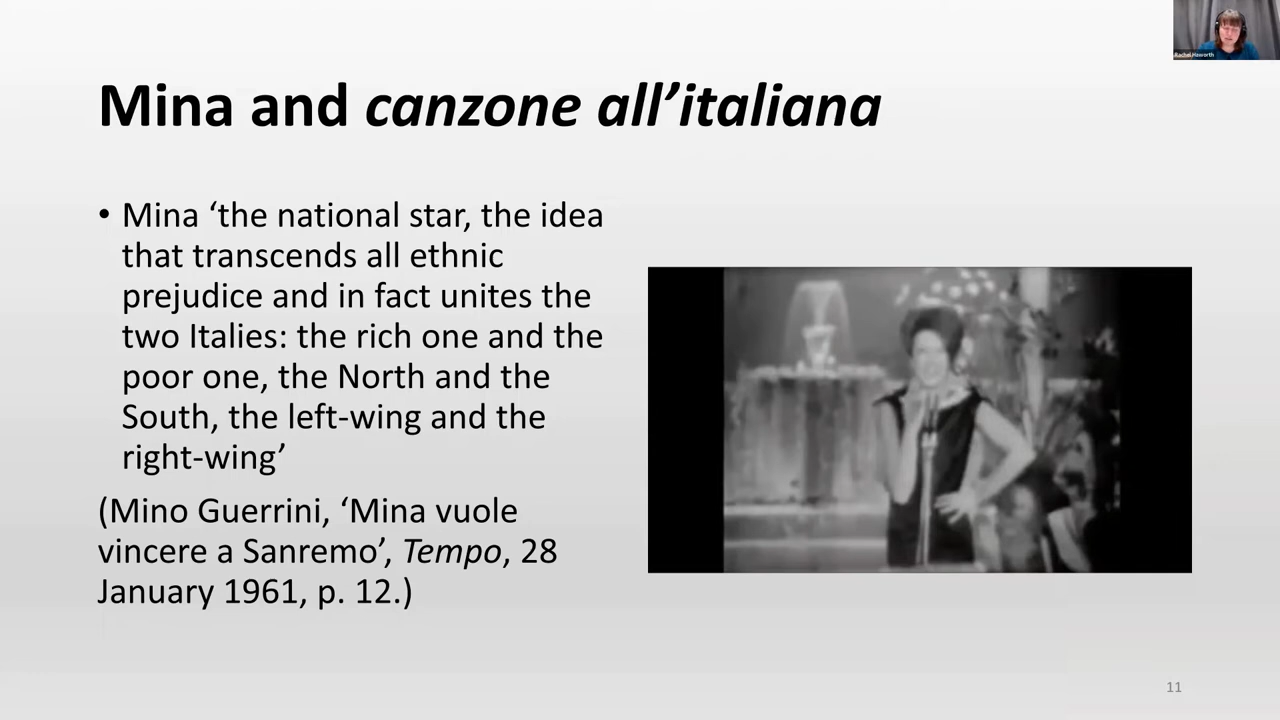 Rachel Haworth
Mina and canzone all’italiana
• Mina ‘the national star, the idea
that transcends all ethnic
prejudice and in fact unites the
two Italies: the rich one and the
poor one, the North and the
South, the left-wing and the
right-wing’
(Mino Guerrini, ‘Mina vuole
vincere a Sanremo’, Tempo, 28
January 1961, p. 12.)
11